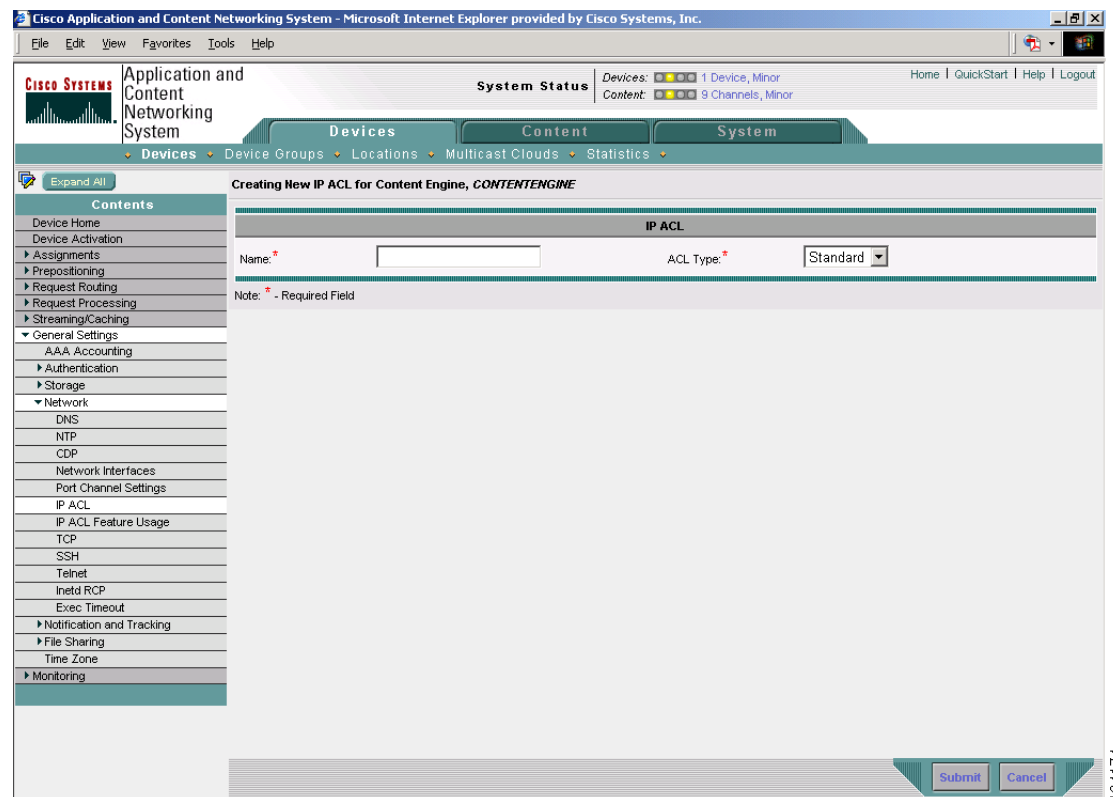 Cisco Application and Content Networking System - Microsoft Internet Explorer provided by Cisco Systems, Inc.
File Edit View Favorites Tools Help
CISCO SYSTEMS
Application and
Content
Networking
System
System Status
Devices: 1 Device, Minor
Content: 9 Channels, Minor
Home | QuickStart | Help | Logout
Devices Content System
Devices Device Groups Locations Multicast Clouds Statistics
Expand All
Contents
Device Home
Device Activation
Assignments
Prepositioning
Request Routing
Request Processing
Streaming/Caching
General Settings
AAA Accounting
Authentication
Storage
Network
DNS
NTP
CDP
Network Interfaces
Port Channel Settings
IP ACL
IP ACL Feature Usage
TCP
SSH
Telnet
Inetd RCP
Exec Timeout
Notification and Tracking
File Sharing
Time Zone
Monitoring
Creating New IP ACL for Content Engine, CONTENTENGINE
IP ACL
Name:* ACL Type:* Standard
Note: * - Required Field
Submit Cancel